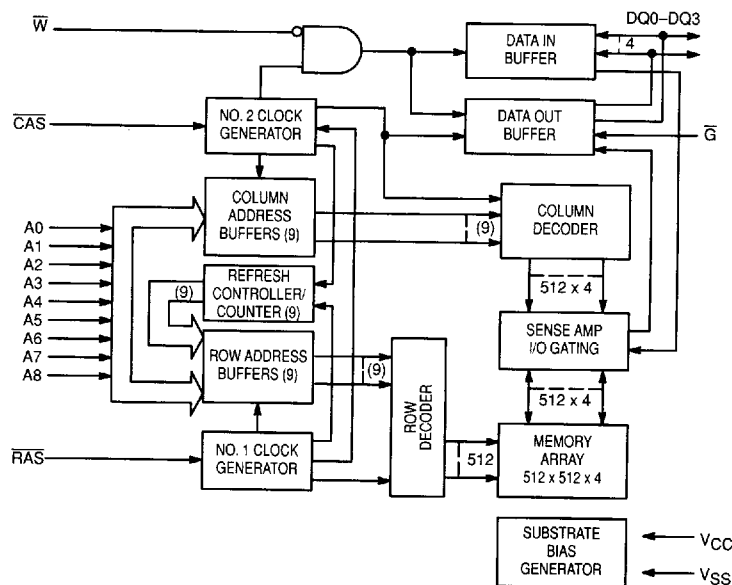 W̅
DQ0–DQ3
DATA IN
BUFFER
4
NO. 2 CLOCK
GENERATOR
C̅A̅S̅
DATA OUT
BUFFER
G̅
COLUMN
ADDRESS
BUFFERS (9)
(9)
COLUMN
DECODER
A0
A1
A2
A3
A4
A5
A6
A7
A8
(9)
REFRESH
CONTROLLER/
COUNTER (9)
512 x 4
SENSE AMP
I/O GATING
ROW ADDRESS
BUFFERS (9)
(9)
ROW
DECODER
512 x 4
R̅A̅S̅
NO. 1 CLOCK
GENERATOR
512
MEMORY
ARRAY
512 x 512 x 4
SUBSTRATE
BIAS
GENERATOR
VCC
VSS